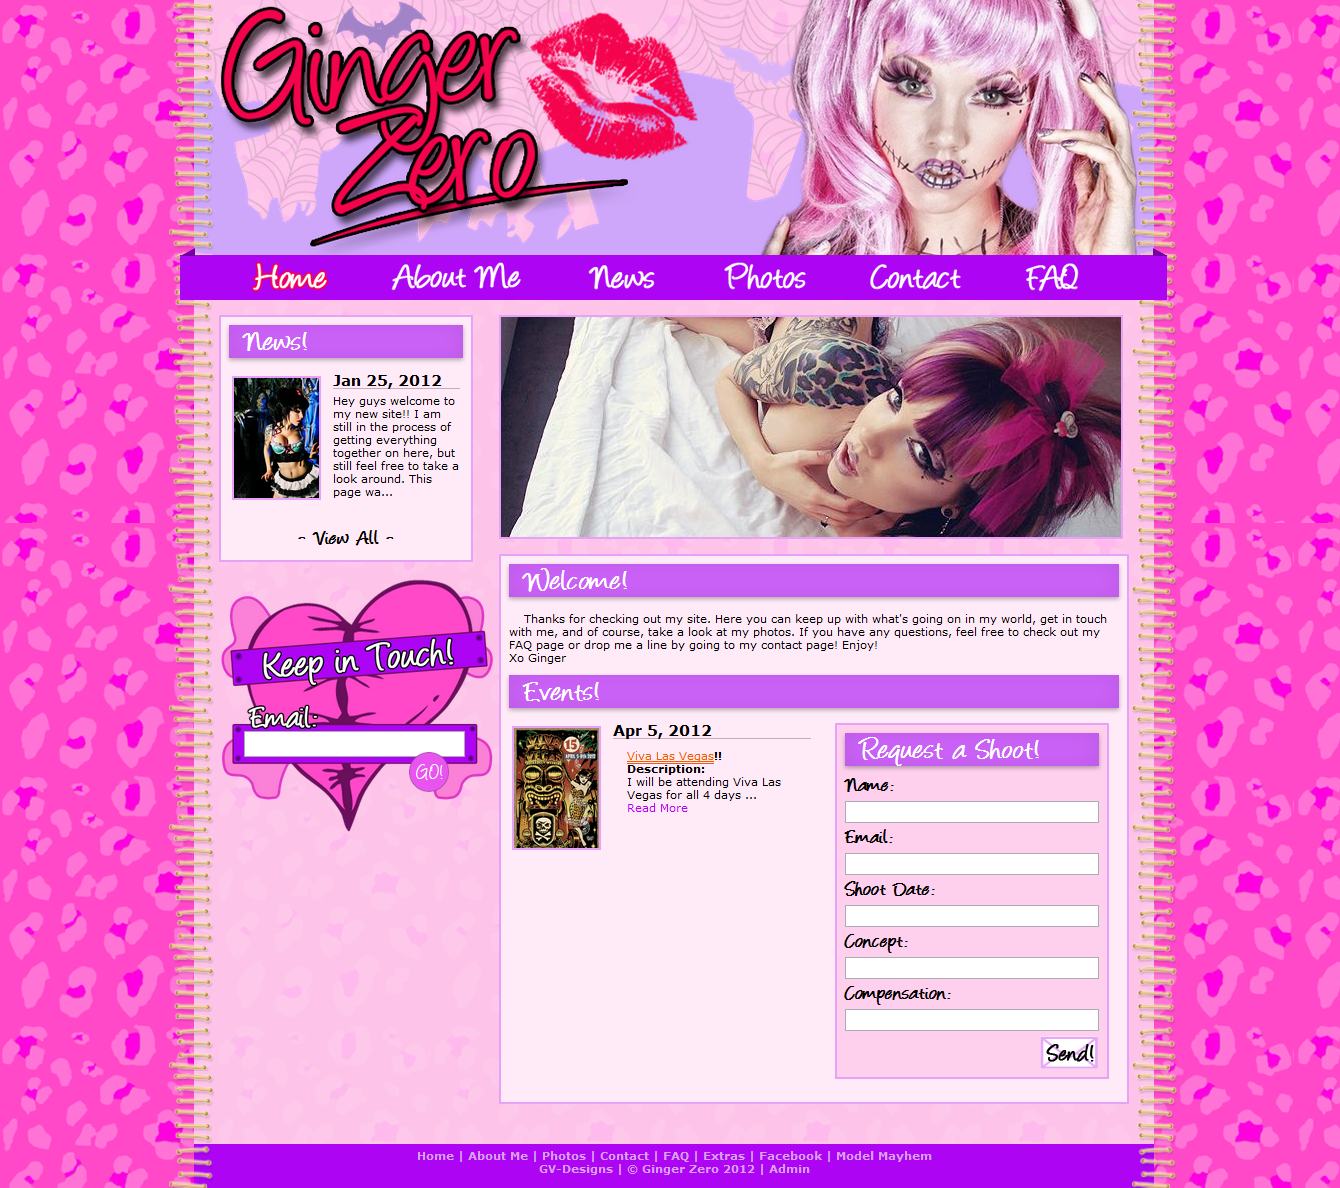 Ginger
Zero
Home About Me News Photos Contact FAQ
News!
Jan 25, 2012
Hey guys welcome to
my new site!! I am
still in the process of
getting everything
together on here, but
still feel free to take a
look around. This
page wa...
- View All -
Keep in Touch!
Email:
GO!
Welcome!
Thanks for checking out my site. Here you can keep up with what's going on in my world, get in touch
with me, and of course, take a look at my photos. If you have any questions, feel free to check out my
FAQ page or drop me a line by going to my contact page! Enjoy!
Xo Ginger
Events!
VIVA
VEGAS
15
Apr 5, 2012
Viva Las Vegas!!
Description:
I will be attending Viva Las
Vegas for all 4 days ...
Read More
Request a Shoot!
Name:
Email:
Shoot Date:
Concept:
Compensation:
Send!
Home | About Me | Photos | Contact | FAQ | Extras | Facebook | Model Mayhem
GV-Designs | © Ginger Zero 2012 | Admin